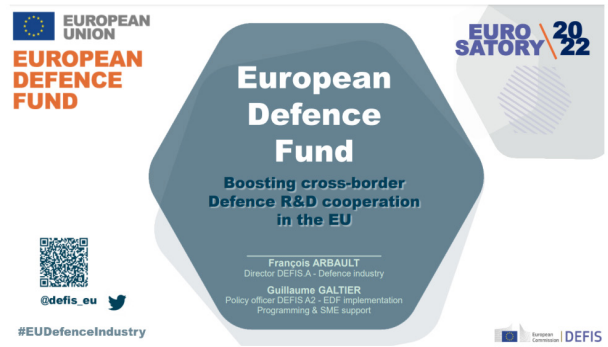 EUROPEAN
UNION
EUROPEAN
DEFENCE
FUND
EURO 20
SATORY 22
European
Defence
Fund
Boosting cross-border
Defence R&D cooperation
in the EU
François ARBAULT
Director DEFIS.A - Defence industry
Guillaume GALTIER
Policy officer DEFIS A2 - EDF implementation
Programming & SME support
@defis_eu
#EUDefenceIndustry
European
Commission
DEFIS